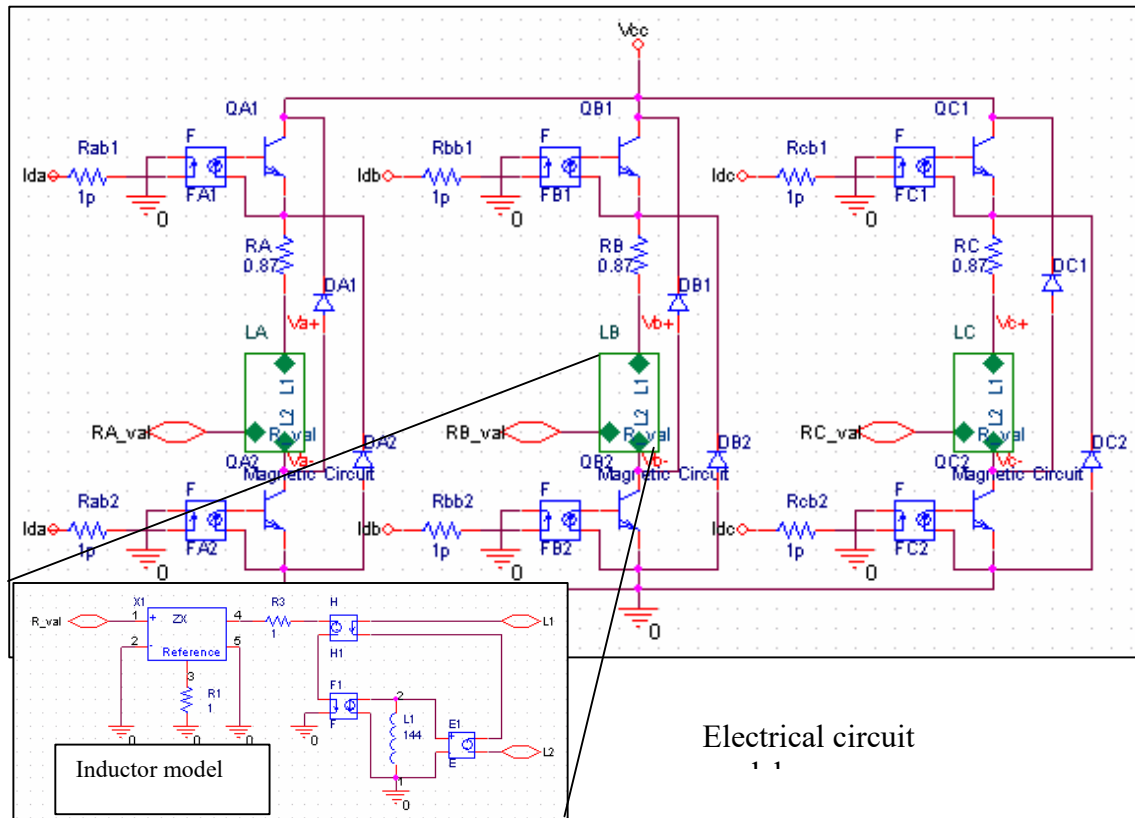 Vcc
QA1 QB1 QC1
F F F
Rab1 Rbb1 Rcb1
Ida Idb Idc
1p FA1 1p FB1 1p FC1
0 0 0
RA RB RC
0.87 0.87 0.87
DA1 DB1 DC1
Va+ Vb+ Vc+
LA LB LC
L1 L1 L1
L2 L2 L2
RA_val R_val RB_val R_val RC_val
DA2 DB2 DC2
QA2 Va- QB2 Vb- QC2 Vc-
Magnetic Circuit Magnetic Circuit Magnetic Circuit
F F F
Rab2 Rbb2 Rcb2
Ida Idb Idc
1p FA2 1p FB2 1p FC2
0 0 0
0
X1 R3 H
R_val 1 + ZX 4 1 L1
2 - 5 H1
Reference
3 R1 1
F1 F
2 L1 144 1
E1 E
L2
0 0 0 0 0
Inductor model
Electrical circuit